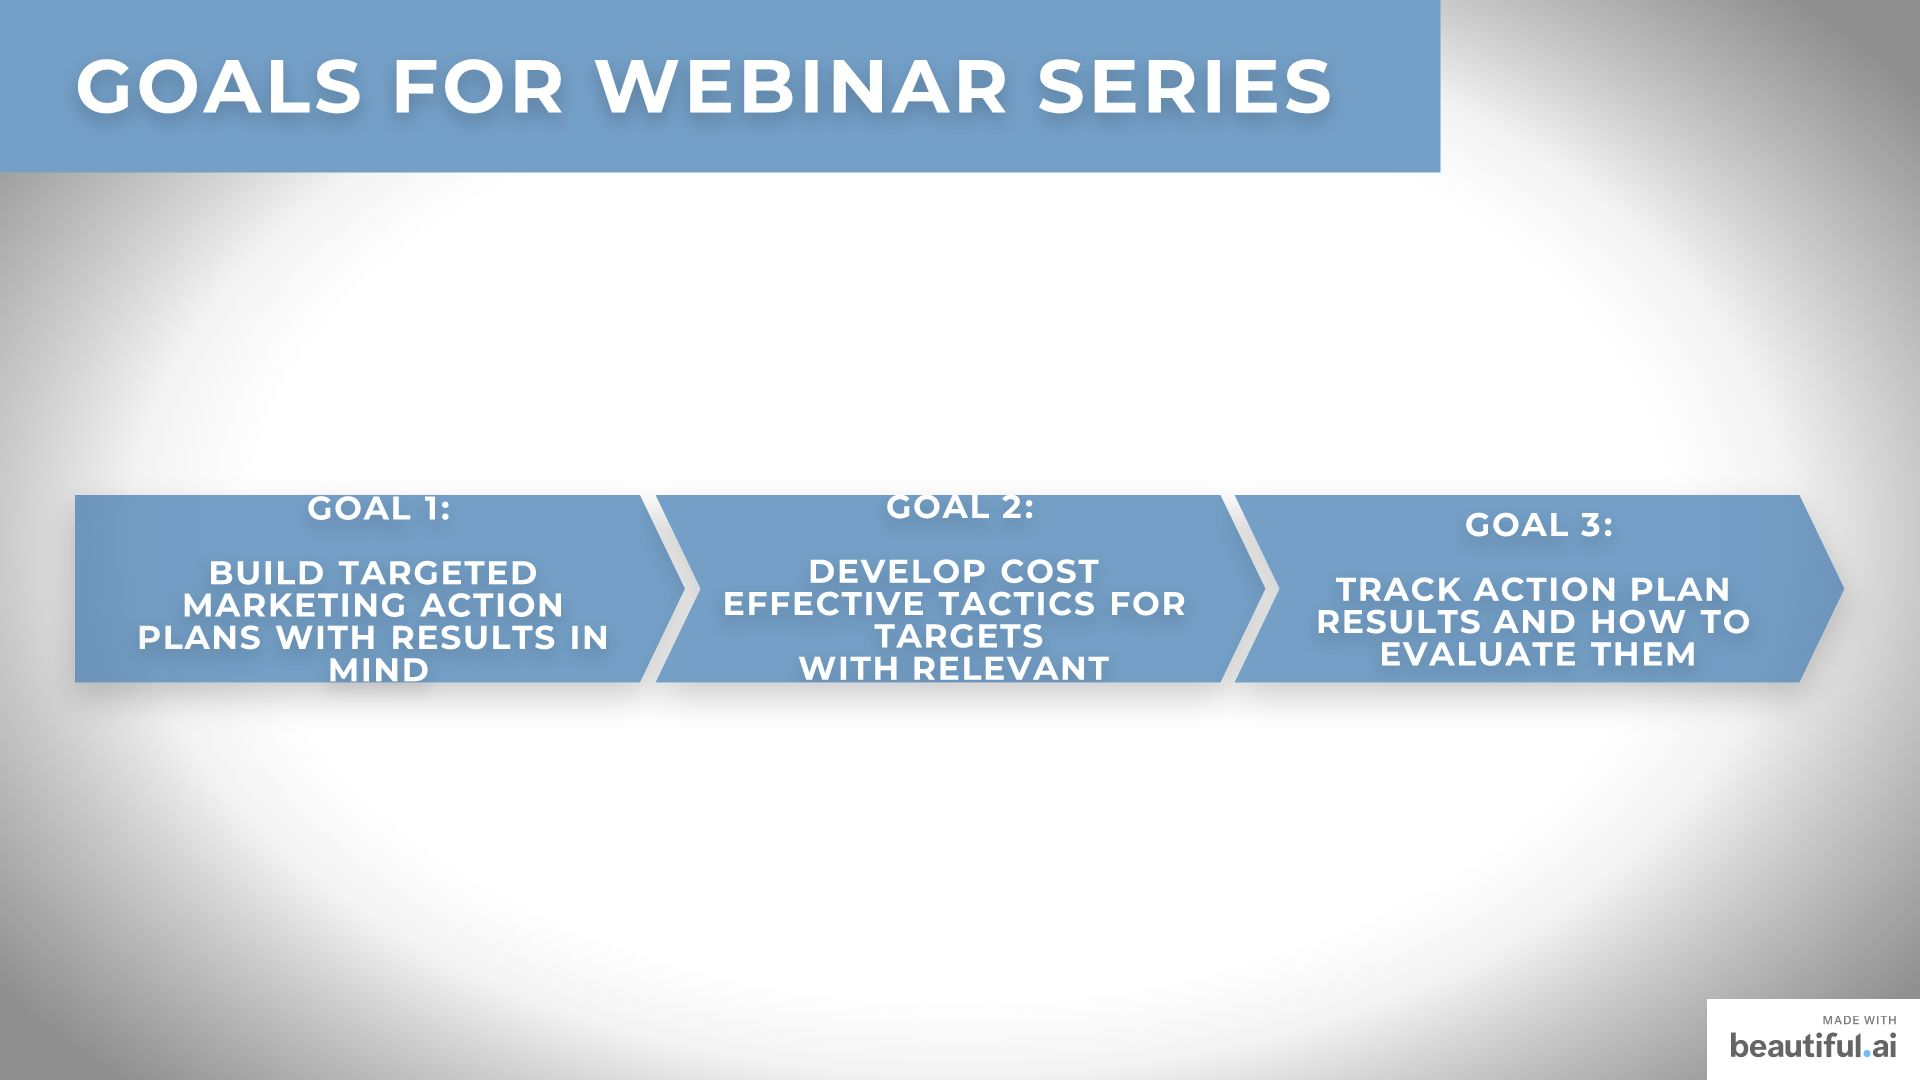 GOALS FOR WEBINAR SERIES
GOAL 1:
BUILD TARGETED
MARKETING ACTION
PLANS WITH RESULTS IN
MIND
GOAL 2:
DEVELOP COST
EFFECTIVE TACTICS FOR
TARGETS
WITH RELEVANT
GOAL 3:
TRACK ACTION PLAN
RESULTS AND HOW TO
EVALUATE THEM
MADE WITH
beautiful.ai